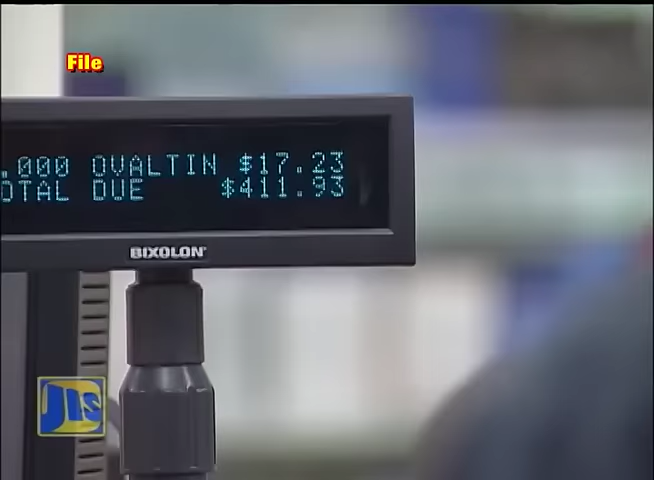 File
.000 OVALTIN $17.23
OTAL DUE $411.93
BIXOLON
JIS